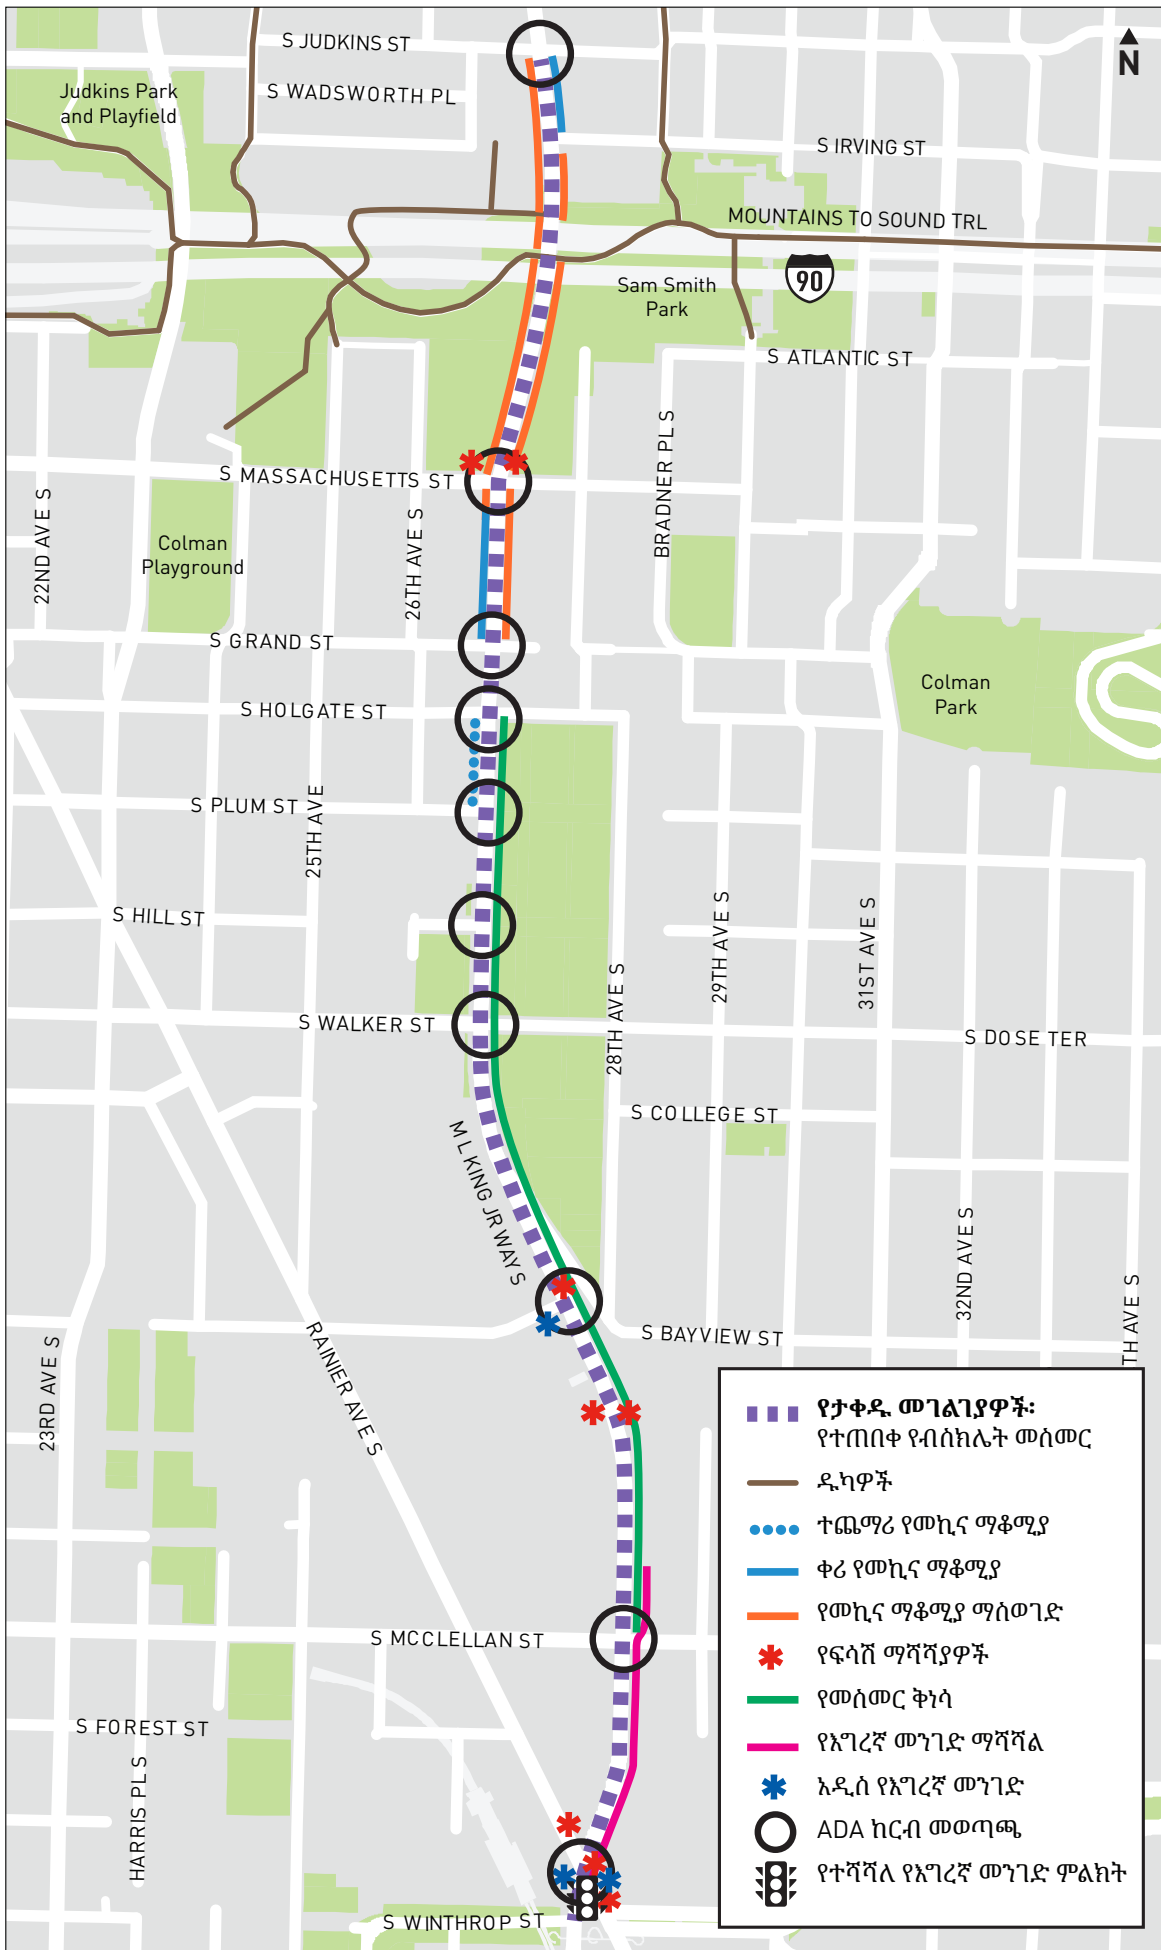 S JUDKINS ST
N
Judkins Park
and Playfield
S WADSWORTH PL
S IRVING ST
MOUNTAINS TO SOUND TRL
90
Sam Smith
Park
S ATLANTIC ST
BRADNER PL S
S MASSACHUSETTS ST
22ND AVE S
26TH AVE S
Colman
Playground
S GRAND ST
Colman
Park
S HOLGATE ST
S PLUM ST
25TH AVE
S HILL ST
29TH AVE S
31ST AVE S
28TH AVE S
S WALKER ST
S DOSE TER
S COLLEGE ST
M L KING JR WAY S
32ND AVE S
TH AVE S
S BAYVIEW ST
RAINIER AVE S
23RD AVE S
S MCCLELLAN ST
S FOREST ST
HARRIS PL S
S WINTHROP ST
የታቀዱ መገልገያዎች፡
የተጠበቀ የብስክሌት መስመር
ዱካዎች
ተጨማሪ የመኪና ማቆሚያ
ቀሪ የመኪና ማቆሚያ
የመኪና ማቆሚያ ማስወገድ
የፍሳሽ ማሻሻያዎች
የመስመር ቅነሳ
የእግረኛ መንገድ ማሻሻል
አዲስ የእግረኛ መንገድ
ADA ከርብ መወጣጫ
የተሻሻለ የእግረኛ መንገድ ምልክት